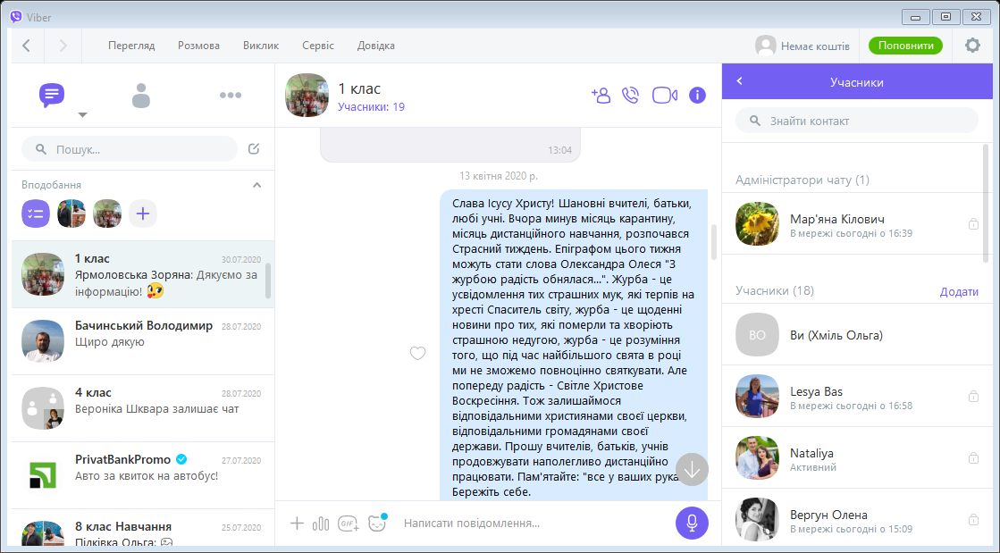 Viber
Перегляд
Розмова
Виклик
Сервіс
Довідка
Немає коштів
Поповнити
Пошук...
Вподобання
1 клас
30.07.2020
Ярмоловська Зоряна: Дякуємо за
інформацію!
Бачинський Володимир
28.07.2020
Щиро дякую
4 клас
28.07.2020
Вероніка Шквара залишає чат
PrivatBankPromo
27.07.2020
Авто за квиток на автобус!
8 клас Навчання
25.07.2020
Підківка Ольга:
1 клас
Учасники: 19
13:04
13 квітня 2020 р.
Слава Ісусу Христу! Шановні вчителі, батьки,
любі учні. Вчора минув місяць карантину,
місяць дистанційного навчання, розпочався
Страсний тиждень. Епіграфом цього тижня
можуть стати слова Олександра Олеся "З
журбою радість обнялася...". Журба - це
усвідомлення тих страшних мук, які терпів на
хресті Спаситель світу, журба - це щоденні
новини про тих, які померли та хворіють
страшною недугою, журба - це розуміння
того, що під час найбільшого свята в році
ми не зможемо повноцінно святкувати. Але
попереду радість - Світле Христове
Воскресіння. Тож залишаймося
відповідальними християнами своєї церкви,
відповідальними громадянами своєї
держави. Прошу вчителів, батьків, учнів
продовжувати наполегливо дистанційно
працювати. Пам'ятайте: "все у ваших рука
Бережіть себе.
GIF
Написати повідомлення...
Учасники
Знайти контакт
Адміністратори чату (1)
Мар'яна Кілович
В мережі сьогодні о 16:39
Учасники (18)
Додати
ВО
Ви (Хміль Ольга)
Lesya Bas
В мережі сьогодні о 16:58
Nataliya
Активний
Вергун Олена
В мережі сьогодні о 15:09